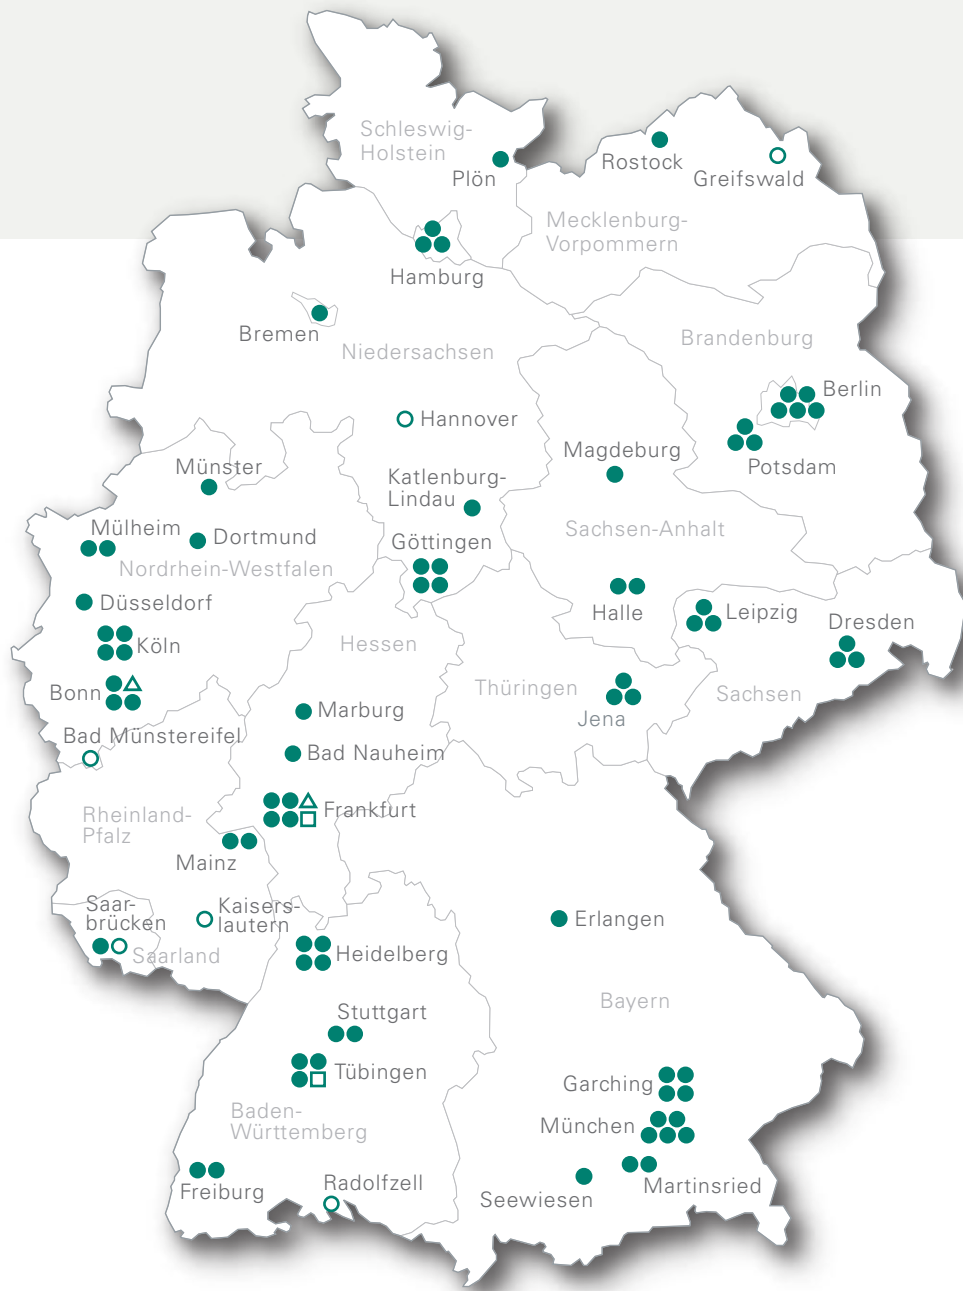 Schleswig-
Holstein
Plön
Rostock
Greifswald
Mecklenburg-
Vorpommern
Hamburg
Bremen
Niedersachsen
Brandenburg
Berlin
Hannover
Potsdam
Magdeburg
Münster
Katlenburg-
Lindau
Sachsen-Anhalt
Mülheim
Dortmund
Göttingen
Nordrhein-Westfalen
Düsseldorf
Halle
Leipzig
Dresden
Köln
Hessen
Bonn
Thüringen
Sachsen
Marburg
Jena
Bad Münstereifel
Bad Nauheim
Frankfurt
Rheinland-
Pfalz
Mainz
Saar-
brücken
Kaisers-
lautern
Saarland
Erlangen
Heidelberg
Bayern
Stuttgart
Tübingen
Garching
Baden-
Württemberg
München
Freiburg
Radolfzell
Seewiesen
Martinsried